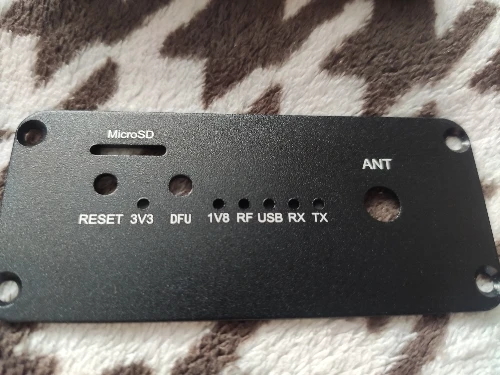 MicroSD
ANT
RESET 3V3 DFU 1V8 RF USB RX TX